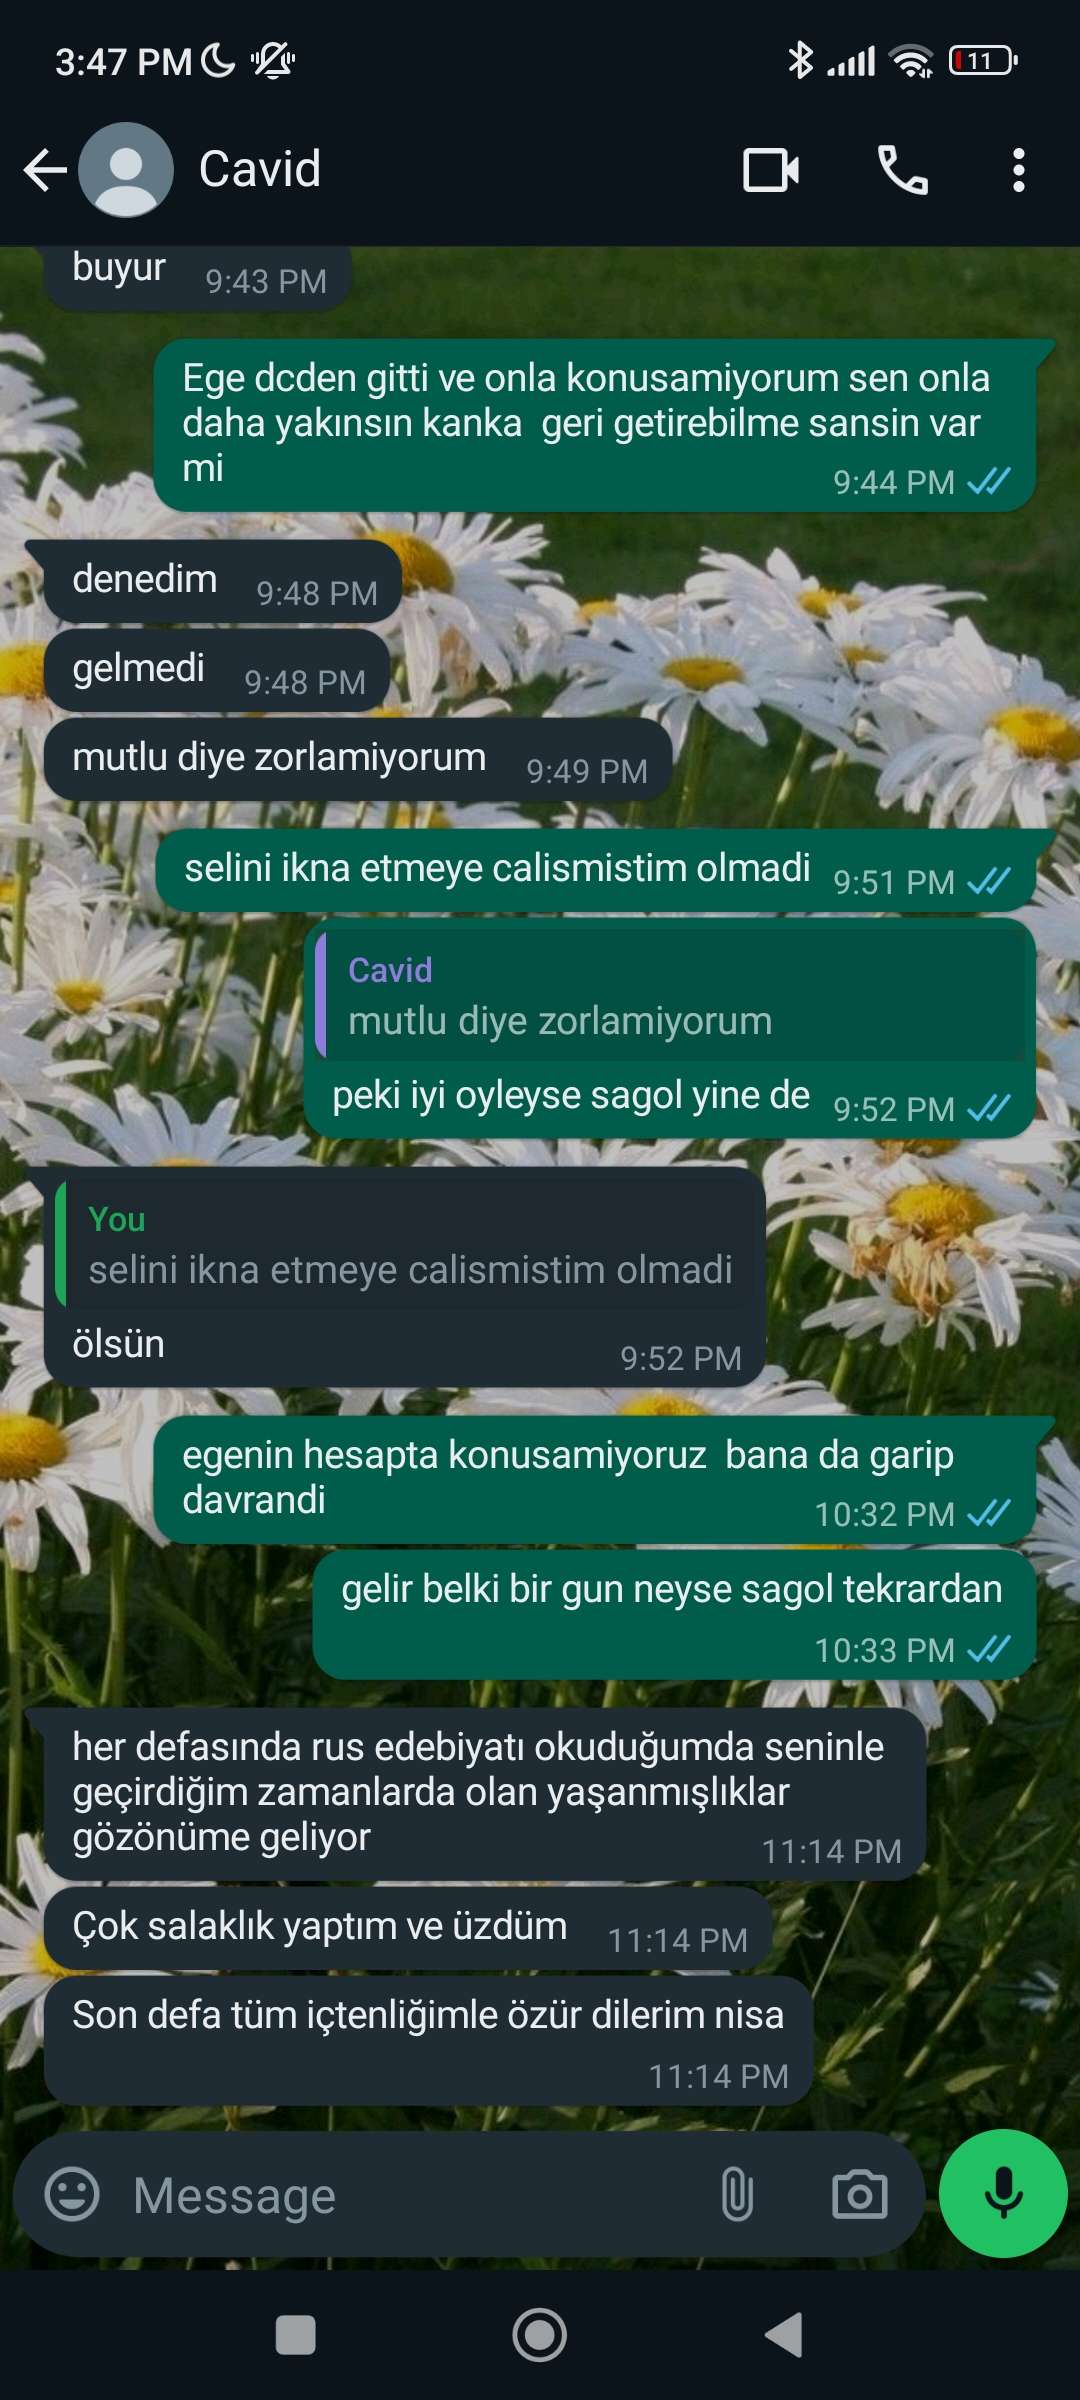 3:47 PM
11
Cavid
buyur 9:43 PM
Ege dcden gitti ve onla konusamiyorum sen onla
daha yakınsın kanka  geri getirebilme sansin var
mi 9:44 PM
denedim 9:48 PM
gelmedi 9:48 PM
mutlu diye zorlamiyorum 9:49 PM
selini ikna etmeye calismistim olmadi 9:51 PM
Cavid
mutlu diye zorlamiyorum
peki iyi oyleyse sagol yine de 9:52 PM
You
selini ikna etmeye calismistim olmadi
ölsün 9:52 PM
egenin hesapta konusamiyoruz  bana da garip
davrandi 10:32 PM
gelir belki bir gun neyse sagol tekrardan
10:33 PM
her defasında rus edebiyatı okuduğumda seninle
geçirdiğim zamanlarda olan yaşanmışlıklar
gözönüme geliyor 11:14 PM
Çok salaklık yaptım ve üzdüm 11:14 PM
Son defa tüm içtenliğimle özür dilerim nisa
11:14 PM
Message